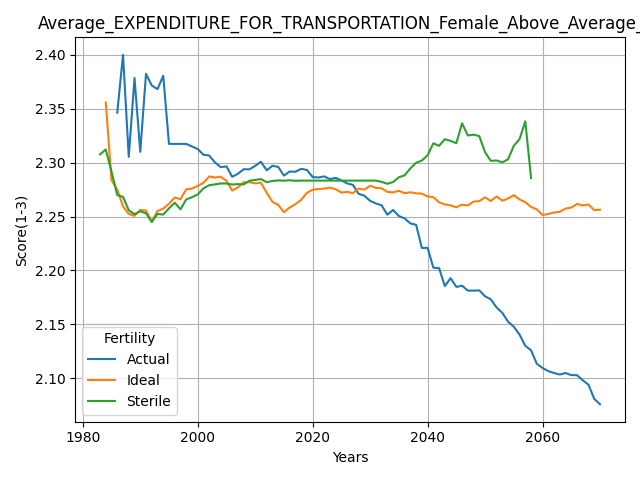 Average_EXPENDITURE_FOR_TRANSPORTATION_Female_Above_Average_
2.40
2.35
2.30
2.25
2.20
2.15
2.10
Score(1-3)
Fertility
Actual
Ideal
Sterile
1980 2000 2020 2040 2060
Years